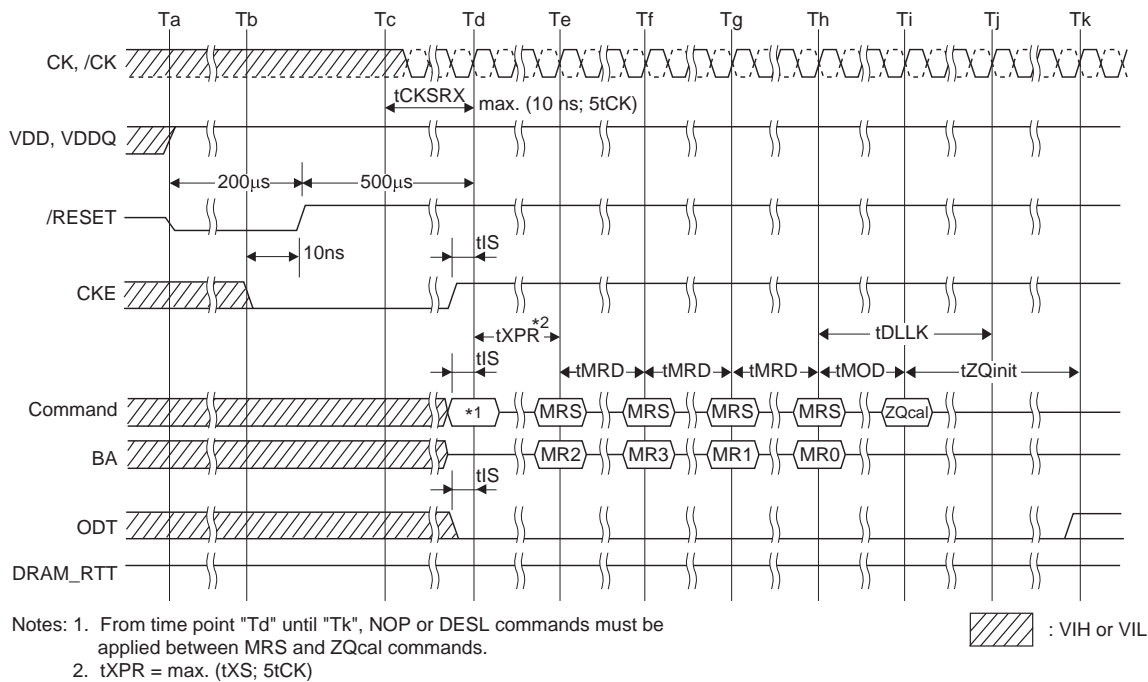 Ta Tb Tc Td Te Tf Tg Th Ti Tj Tk
CK, /CK
tCKSRX max. (10 ns; 5tCK)
VDD, VDDQ
200μs 500μs
/RESET
10ns tIS
CKE
tXPR*2 tDLLK
tIS
tMRD tMRD tMRD tMOD tZQinit
Command *1 MRS MRS MRS MRS ZQcal
BA MR2 MR3 MR1 MR0
tIS
ODT
DRAM_RTT
Notes: 1. From time point "Td" until "Tk", NOP or DESL commands must be
applied between MRS and ZQcal commands.
2. tXPR = max. (tXS; 5tCK)
: VIH or VIL